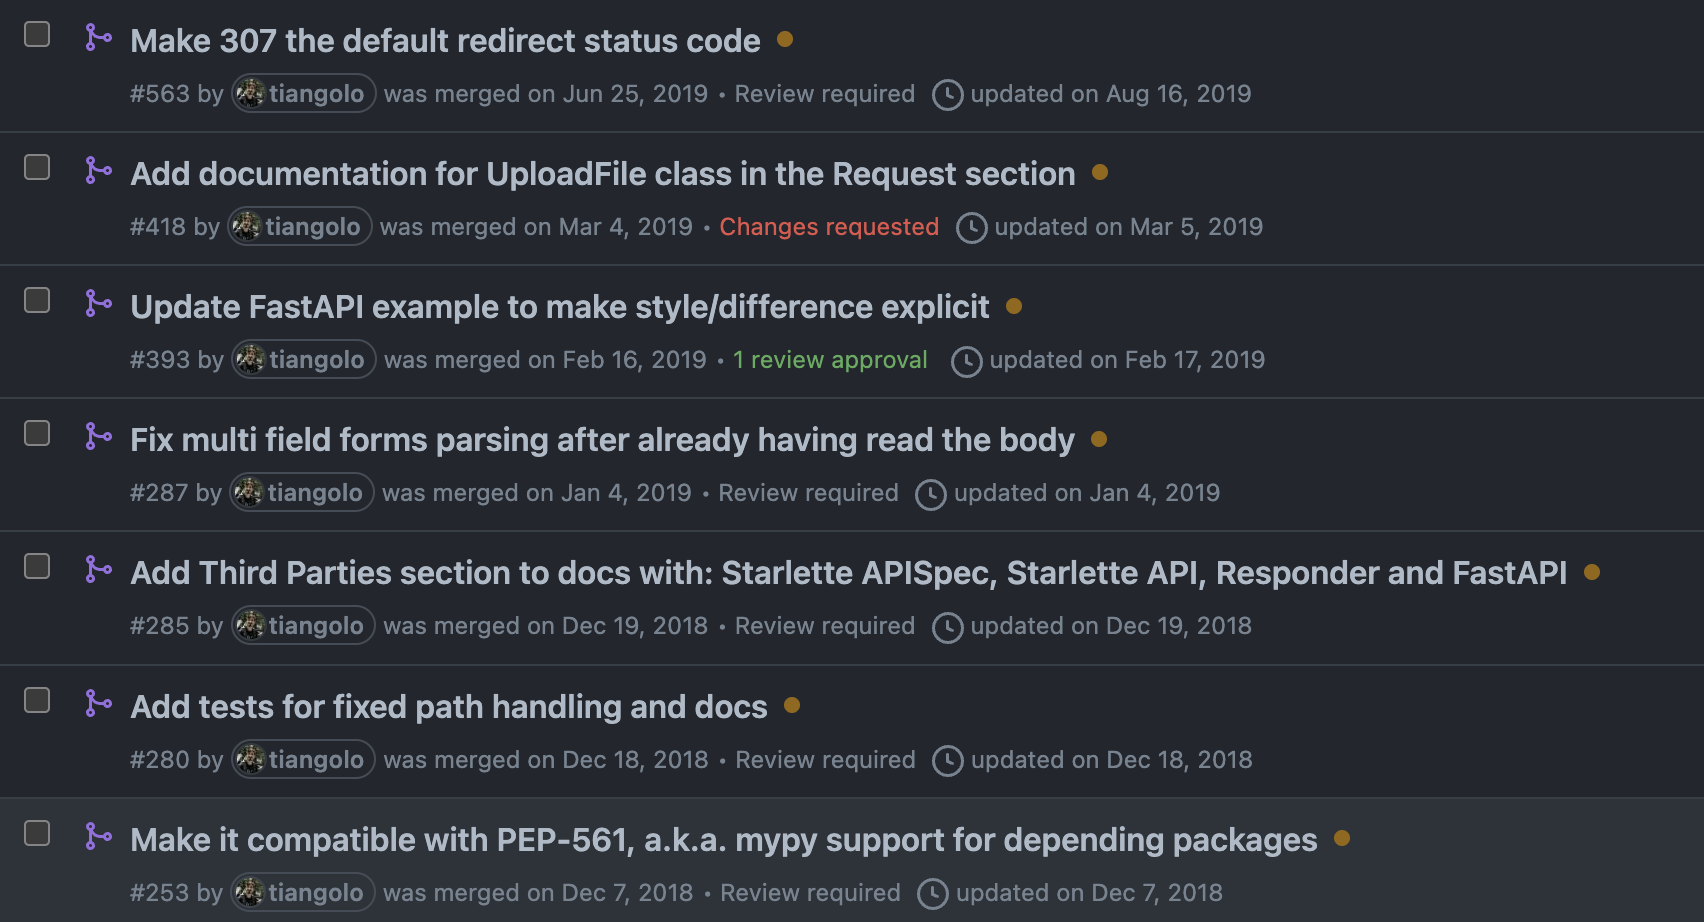 Make 307 the default redirect status code
#563 by tiangolo was merged on Jun 25, 2019 • Review required updated on Aug 16, 2019
Add documentation for UploadFile class in the Request section
#418 by tiangolo was merged on Mar 4, 2019 • Changes requested updated on Mar 5, 2019
Update FastAPI example to make style/difference explicit
#393 by tiangolo was merged on Feb 16, 2019 • 1 review approval updated on Feb 17, 2019
Fix multi field forms parsing after already having read the body
#287 by tiangolo was merged on Jan 4, 2019 • Review required updated on Jan 4, 2019
Add Third Parties section to docs with: Starlette APISpec, Starlette API, Responder and FastAPI
#285 by tiangolo was merged on Dec 19, 2018 • Review required updated on Dec 19, 2018
Add tests for fixed path handling and docs
#280 by tiangolo was merged on Dec 18, 2018 • Review required updated on Dec 18, 2018
Make it compatible with PEP-561, a.k.a. mypy support for depending packages
#253 by tiangolo was merged on Dec 7, 2018 • Review required updated on Dec 7, 2018